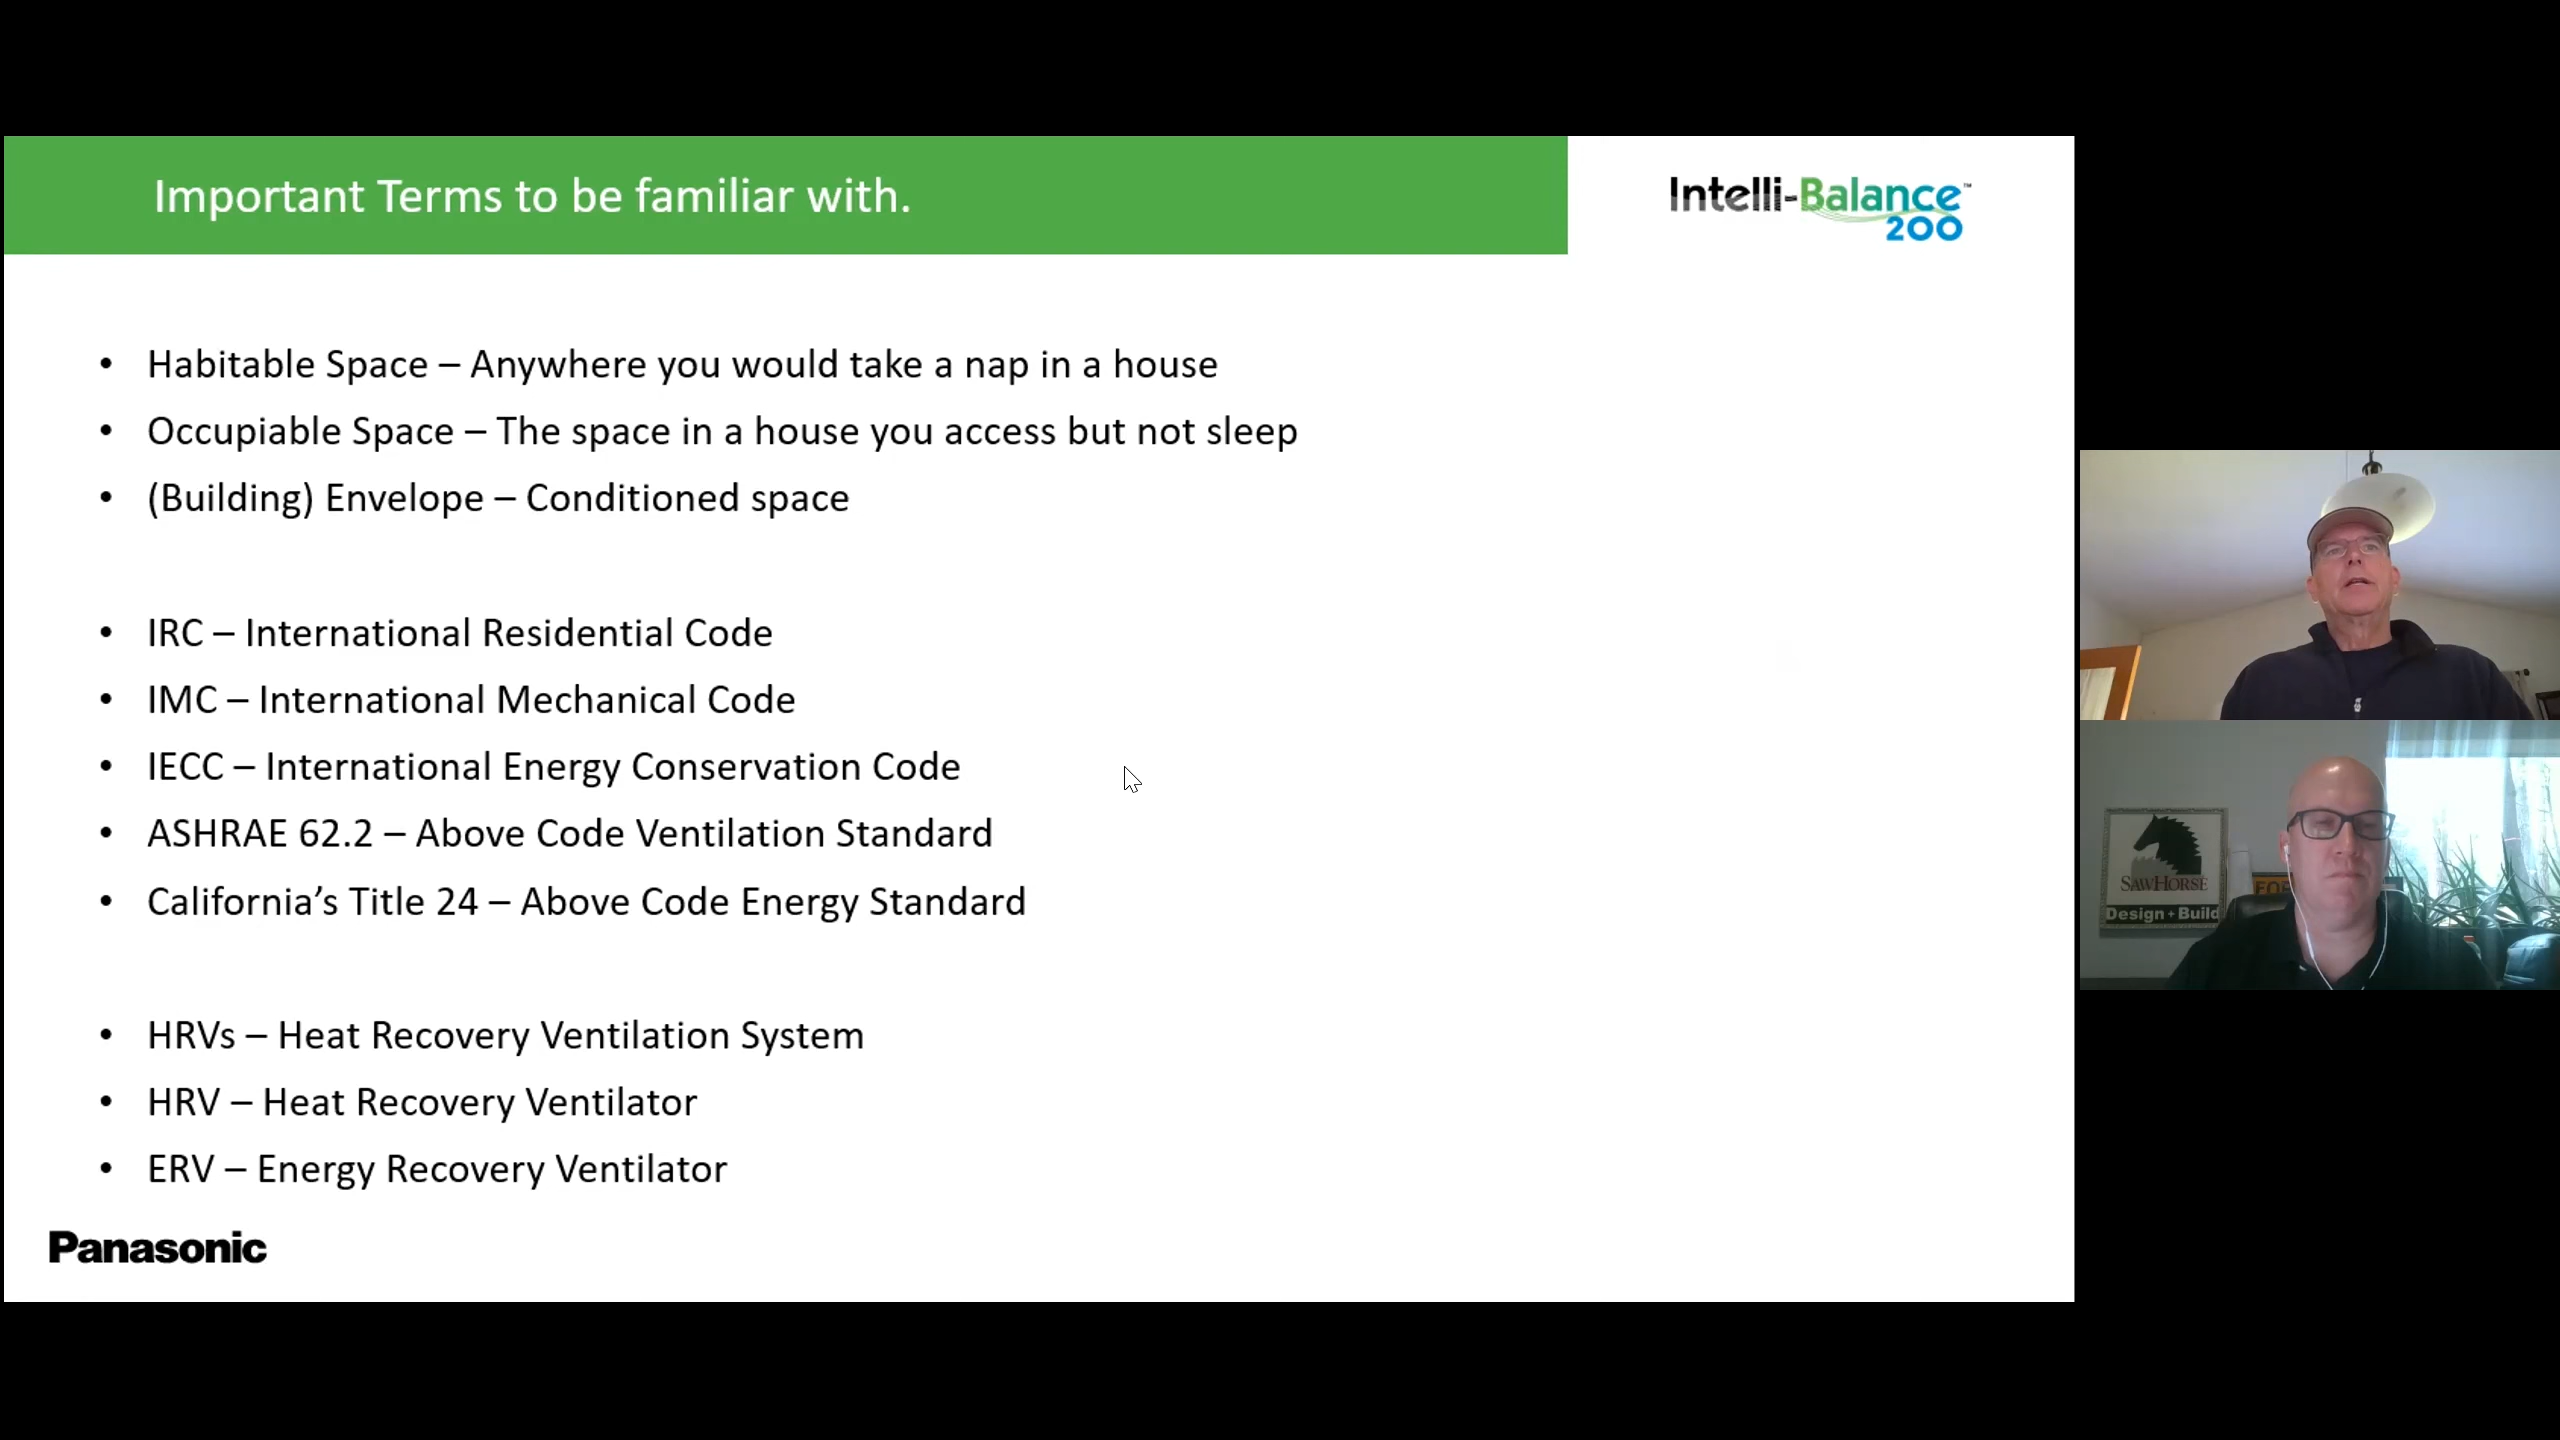 Important Terms to be familiar with.
Intelli-Balance™
200
• Habitable Space – Anywhere you would take a nap in a house
• Occupiable Space – The space in a house you access but not sleep
• (Building) Envelope – Conditioned space
• IRC – International Residential Code
• IMC – International Mechanical Code
• IECC – International Energy Conservation Code
• ASHRAE 62.2 – Above Code Ventilation Standard
• California’s Title 24 – Above Code Energy Standard
• HRVs – Heat Recovery Ventilation System
• HRV – Heat Recovery Ventilator
• ERV – Energy Recovery Ventilator
Panasonic
SAWHORSE
Design + Build